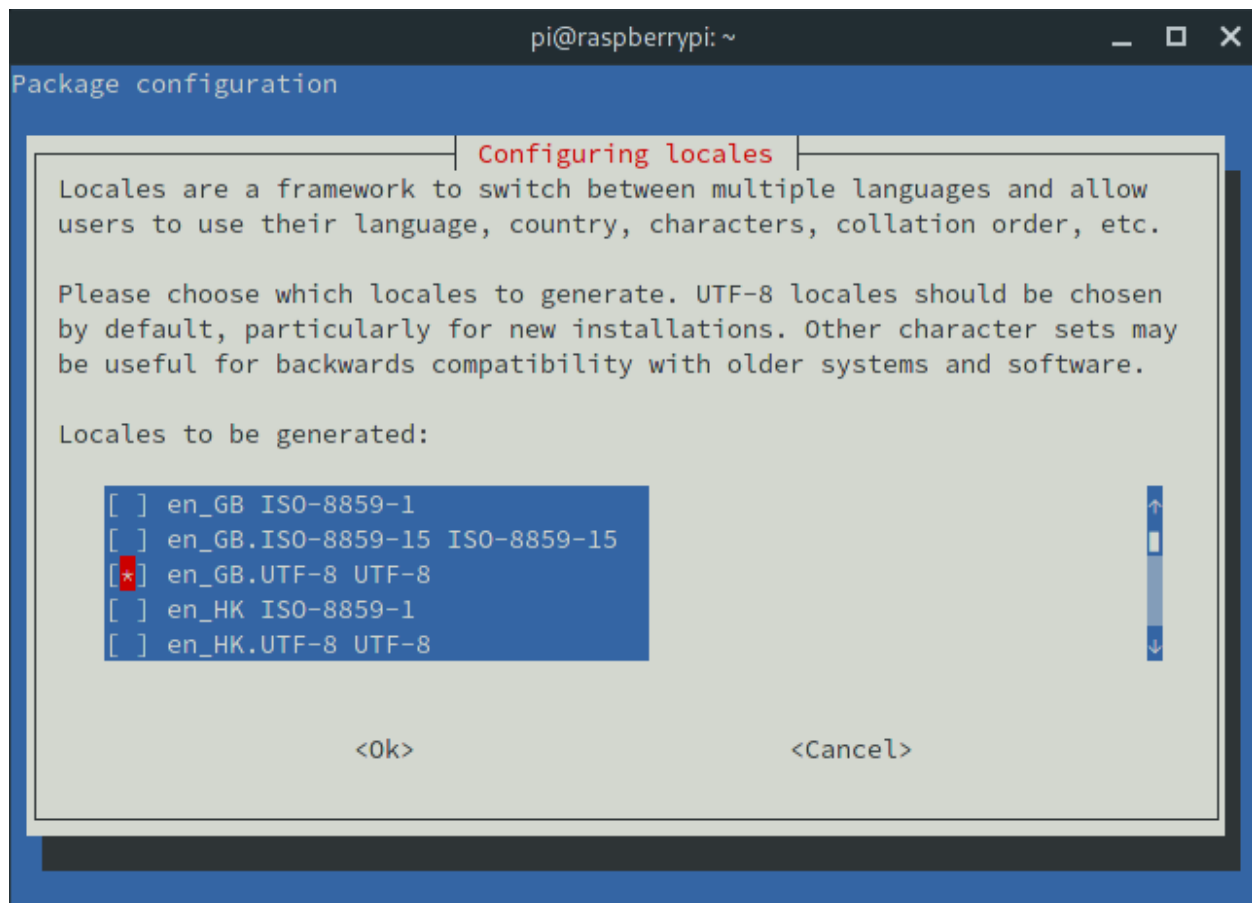 pi@raspberrypi: ~
Package configuration
Configuring locales
Locales are a framework to switch between multiple languages and allow
users to use their language, country, characters, collation order, etc.
Please choose which locales to generate. UTF-8 locales should be chosen
by default, particularly for new installations. Other character sets may
be useful for backwards compatibility with older systems and software.
Locales to be generated:
[ ] en_GB ISO-8859-1
[ ] en_GB.ISO-8859-15 ISO-8859-15
[*] en_GB.UTF-8 UTF-8
[ ] en_HK ISO-8859-1
[ ] en_HK.UTF-8 UTF-8
<Ok> <Cancel>